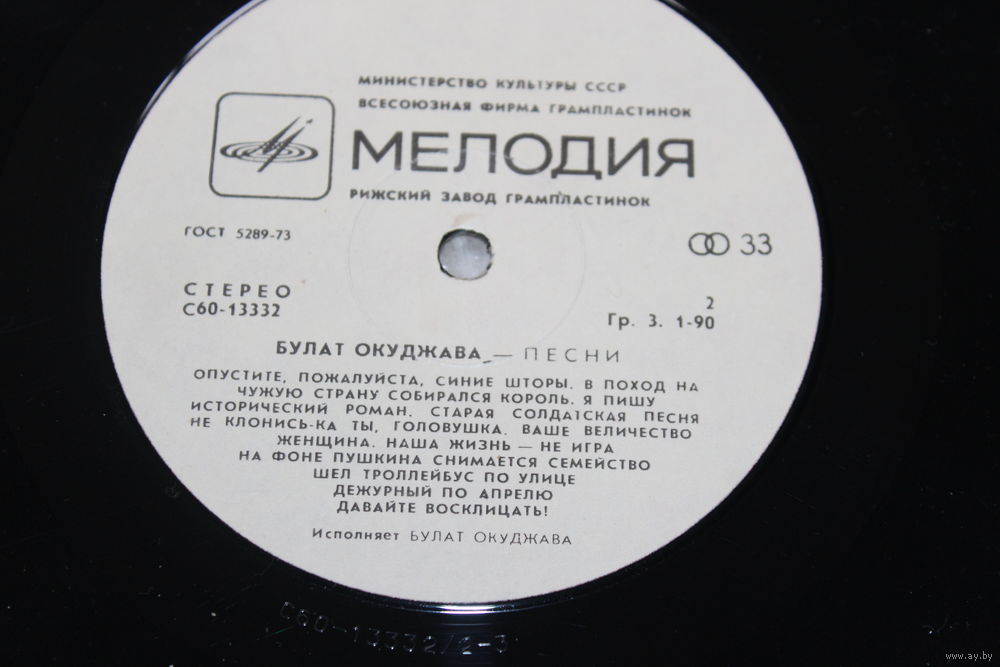 МИНИСТЕРСТВО КУЛЬТУРЫ СССР
ВСЕСОЮЗНАЯ ФИРМА ГРАМПЛАСТИНОК
МЕЛОДИЯ
РИЖСКИЙ ЗАВОД ГРАМПЛАСТИНОК
ГОСТ 5289-73
33
СТЕРЕО
С60-13332
2
Гр. 3. 1-90
БУЛАТ ОКУДЖАВА — ПЕСНИ
ОПУСТИТЕ, ПОЖАЛУЙСТА, СИНИЕ ШТОРЫ. В ПОХОД НА
ЧУЖУЮ СТРАНУ СОБИРАЛСЯ КОРОЛЬ. Я ПИШУ
ИСТОРИЧЕСКИЙ РОМАН. СТАРАЯ СОЛДАТСКАЯ ПЕСНЯ
НЕ КЛОНИСЬ-КА ТЫ, ГОЛОВУШКА. ВАШЕ ВЕЛИЧЕСТВО
ЖЕНЩИНА. НАША ЖИЗНЬ — НЕ ИГРА
НА ФОНЕ ПУШКИНА СНИМАЕТСЯ СЕМЕЙСТВО
ШЕЛ ТРОЛЛЕЙБУС ПО УЛИЦЕ
ДЕЖУРНЫЙ ПО АПРЕЛЮ
ДАВАЙТЕ ВОСКЛИЦАТЬ!
Исполняет БУЛАТ ОКУДЖАВА
С60-13332/2-3
www.ay.by